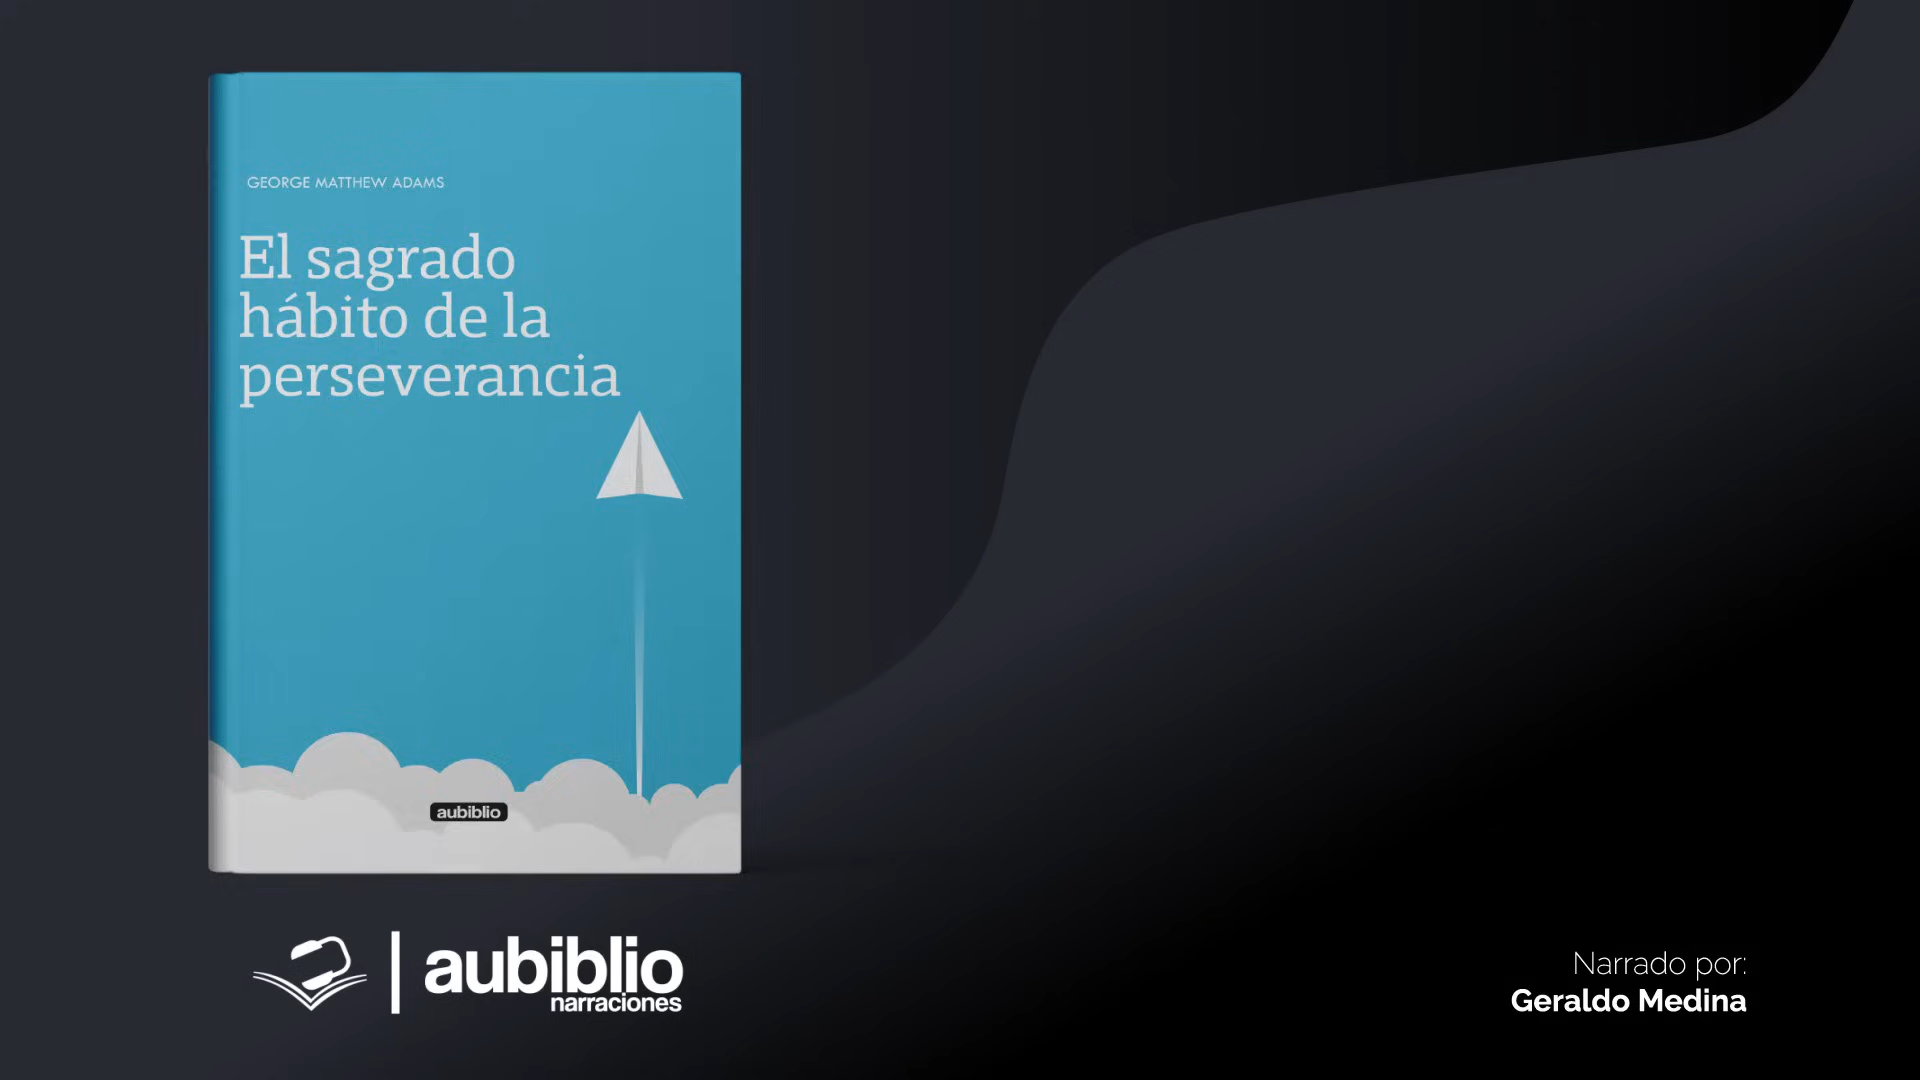 GEORGE MATTHEW ADAMS
El sagrado
hábito de la
perseverancia
aubiblio
aubiblio
narraciones
Narrado por:
Geraldo Medina